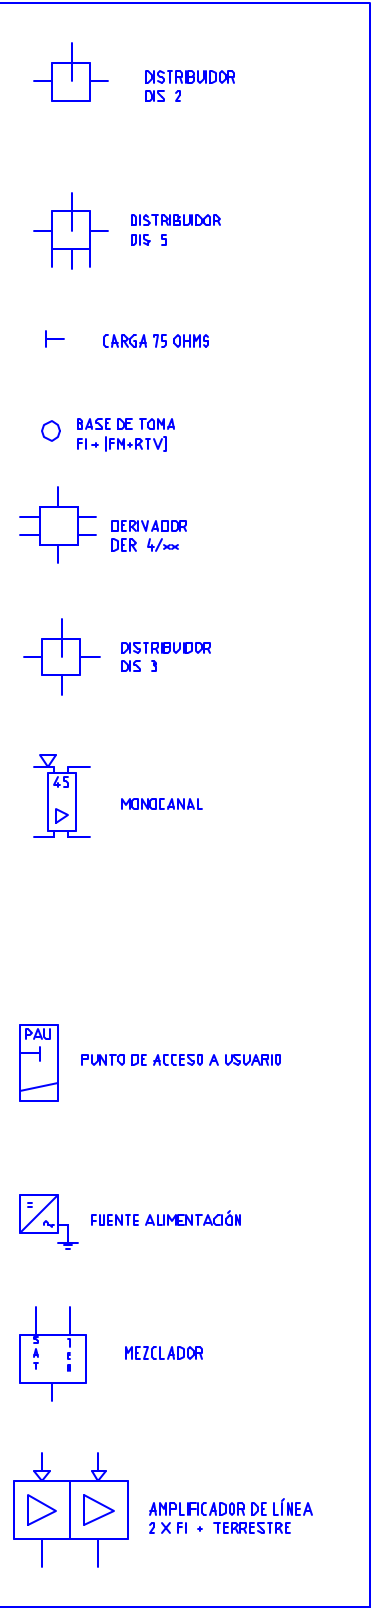 DISTRIBUIDOR
DIS 2
DISTRIBUIDOR
DIS 5
CARGA 75 OHMS
BASE DE TOMA
FI + [FM+RTV]
DERIVADOR
DER 4/xx
DISTRIBUIDOR
DIS 3
45
MONOCANAL
PAU
PUNTO DE ACCESO A USUARIO
FUENTE ALIMENTACIÓN
SAT
TER
MEZCLADOR
AMPLIFICADOR DE LÍNEA
2 X FI + TERRESTRE